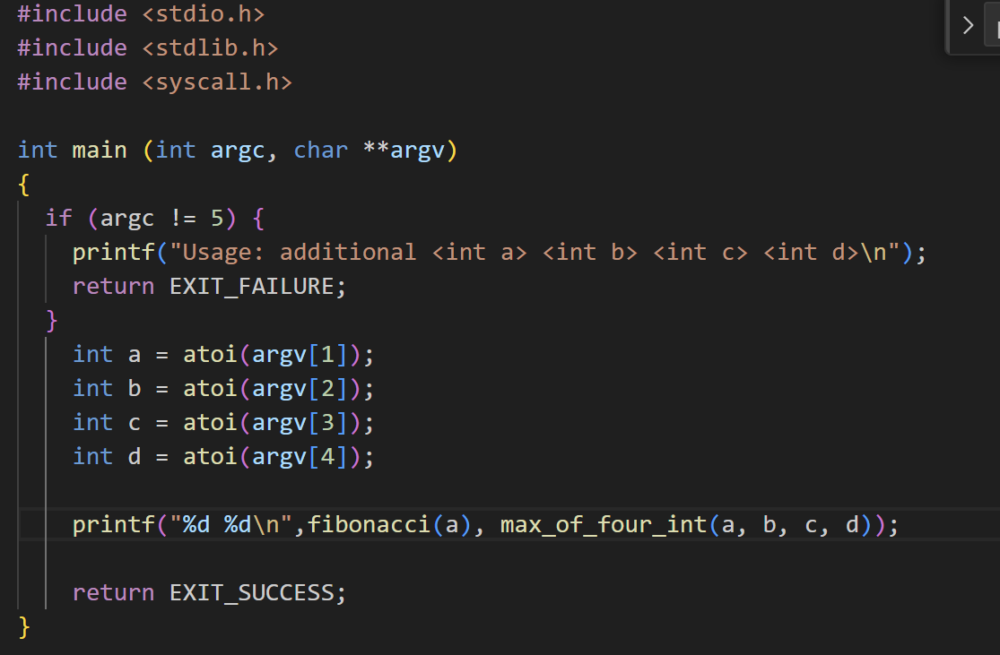 #include <stdio.h>
#include <stdlib.h>
#include <syscall.h>

int main (int argc, char **argv)
{
  if (argc != 5) {
    printf("Usage: additional <int a> <int b> <int c> <int d>\n");
    return EXIT_FAILURE;
  }
    int a = atoi(argv[1]);
    int b = atoi(argv[2]);
    int c = atoi(argv[3]);
    int d = atoi(argv[4]);

    printf("%d %d\n",fibonacci(a), max_of_four_int(a, b, c, d));

    return EXIT_SUCCESS;
}